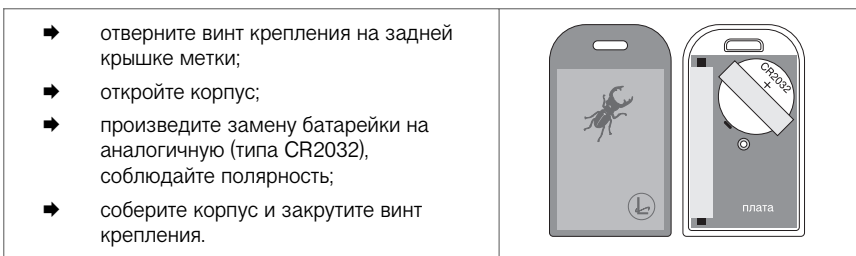 ➡ отверните винт крепления на задней
крышке метки;
➡ откройте корпус;
➡ произведите замену батарейки на
аналогичную (типа CR2032),
соблюдайте полярность;
➡ соберите корпус и закрутите винт
крепления.
CR2032
+
плата